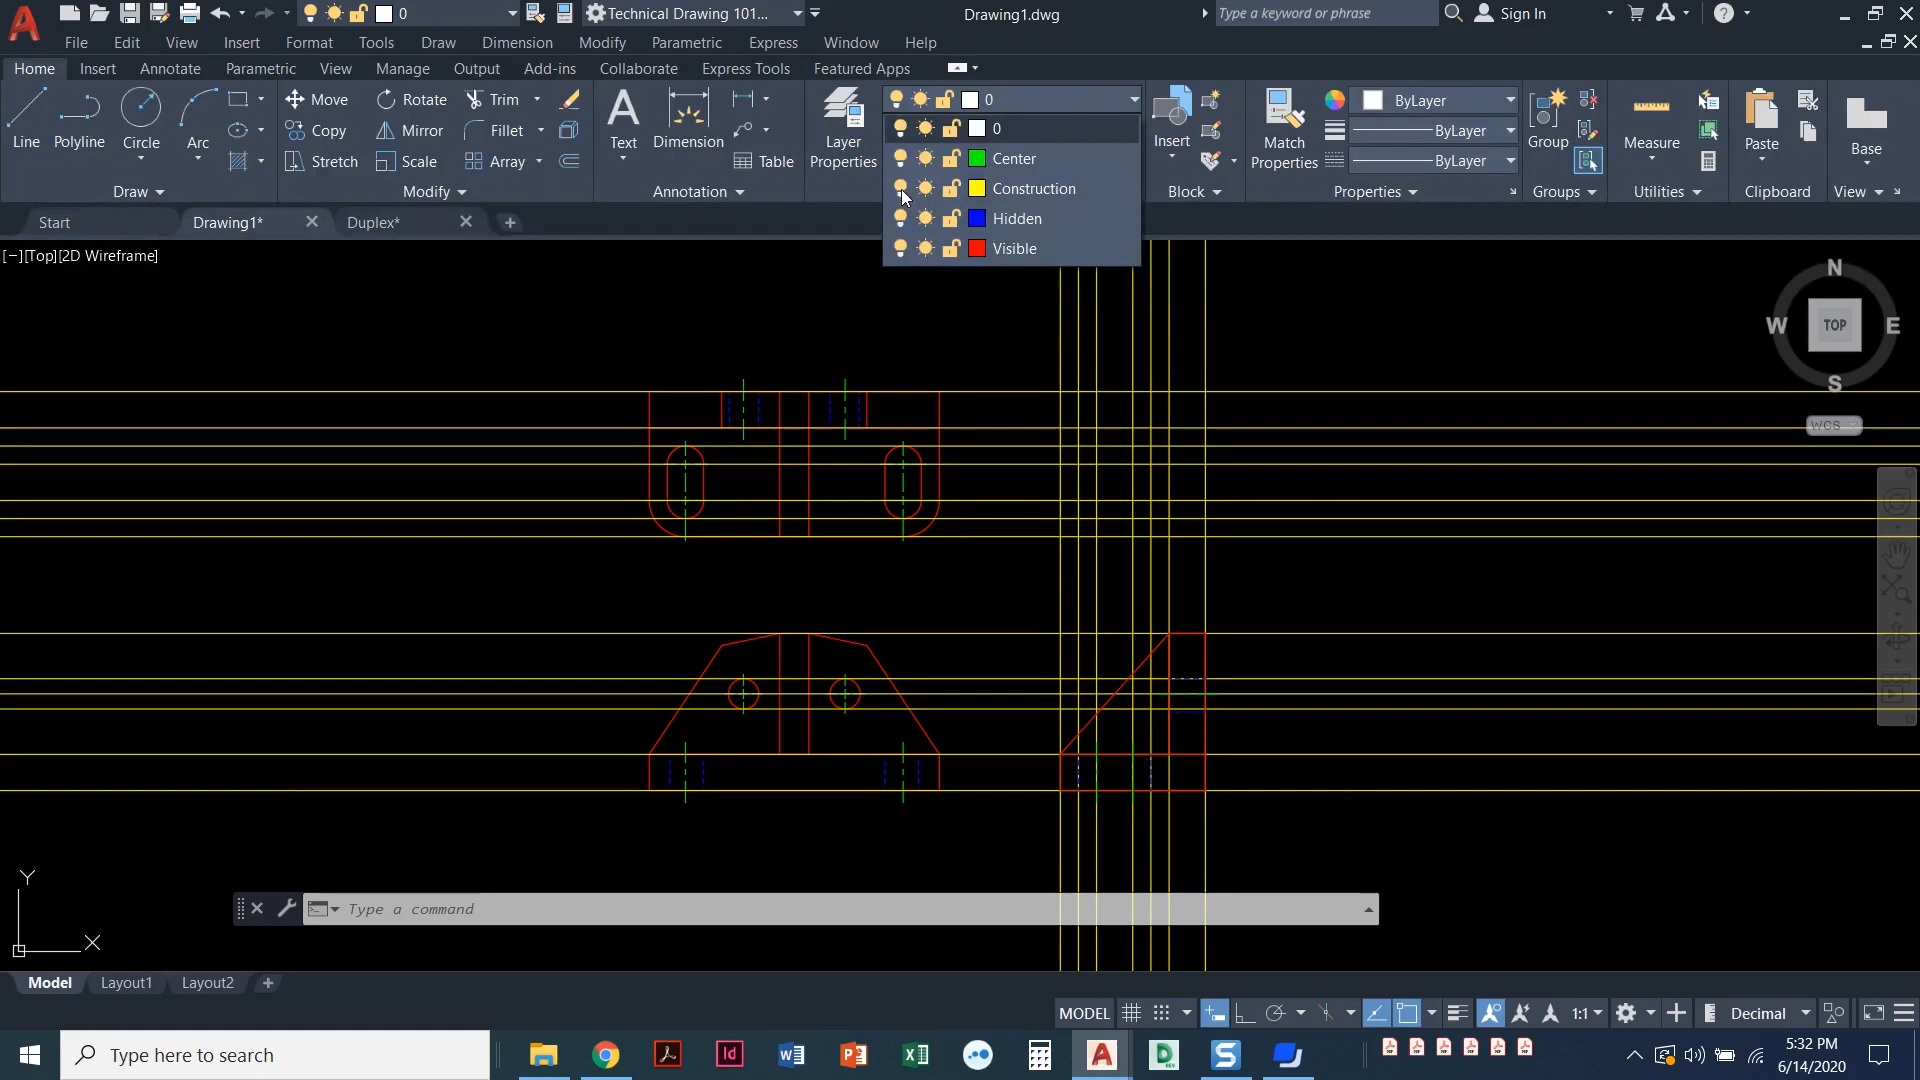 0
Technical Drawing 101...
Drawing1.dwg
Type a keyword or phrase
Sign In
File Edit View Insert Format Tools Draw Dimension Modify Parametric Express Window Help
Home Insert Annotate Parametric View Manage Output Add-ins Collaborate Express Tools Featured Apps
Line
Polyline
Circle
Arc
Draw
Move Rotate Trim
Copy Mirror Fillet
Stretch Scale Array
Modify
Text
Dimension
Table
Annotation
Layer
Properties
0
0
Center
Construction
Hidden
Visible
Insert
Block
Match
Properties
ByLayer
ByLayer
ByLayer
Properties
Group
Groups
Measure
Utilities
Paste
Clipboard
Base
View
Start Drawing1* Duplex*
[−][Top][2D Wireframe]
N
W TOP E
S
WCS
Y
X
Type a command
Model Layout1 Layout2
MODEL 1:1 Decimal
Type here to search
5:32 PM
6/14/2020